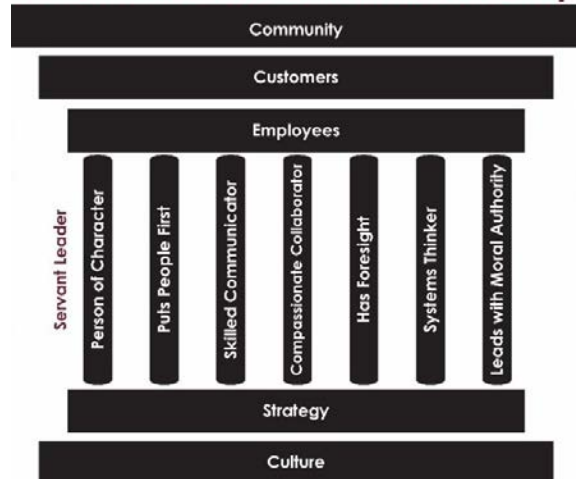 Community
Customers
Employees
Servant Leader
Person of Character
Puts People First
Skilled Communicator
Compassionate Collaborator
Has Foresight
Systems Thinker
Leads with Moral Authority
Strategy
Culture